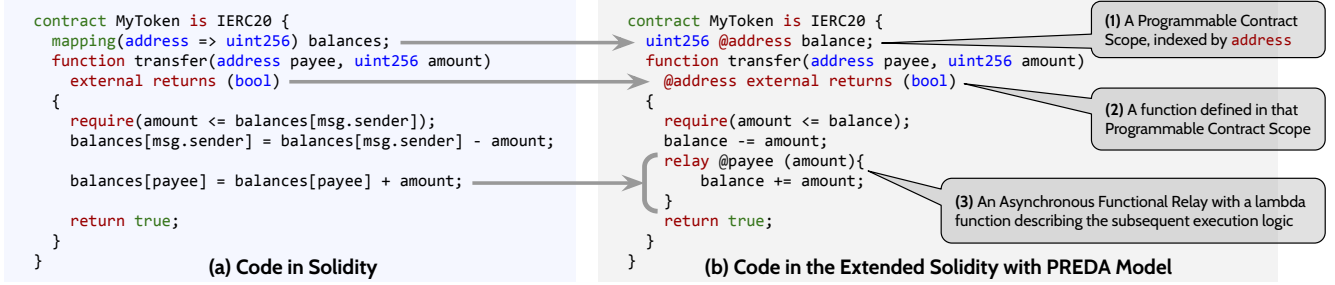 contract MyToken is IERC20 {
mapping(address => uint256) balances;
function transfer(address payee, uint256 amount)
external returns (bool)
{
require(amount <= balances[msg.sender]);
balances[msg.sender] = balances[msg.sender] - amount;
balances[payee] = balances[payee] + amount;
return true;
}
}
(a) Code in Solidity
contract MyToken is IERC20 {
uint256 @address balance;
function transfer(address payee, uint256 amount)
@address external returns (bool)
{
require(amount <= balance);
balance -= amount;
relay @payee (amount){
balance += amount;
}
return true;
}
}
(b) Code in the Extended Solidity with PREDA Model
(1) A Programmable Contract
Scope, indexed by address
(2) A function defined in that
Programmable Contract Scope
(3) An Asynchronous Functional Relay with a lambda
function describing the subsequent execution logic